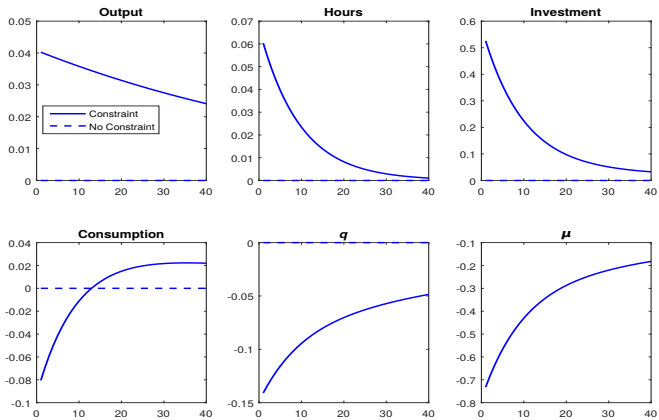 Output
0.05
0.04
0.03
0.02
0.01
0
0 10 20 30 40
Constraint
No Constraint
Hours
0.07
0.06
0.05
0.04
0.03
0.02
0.01
0
0 10 20 30 40
Investment
0.6
0.5
0.4
0.3
0.2
0.1
0
0 10 20 30 40
Consumption
0.04
0.02
0
-0.02
-0.04
-0.06
-0.08
-0.1
0 10 20 30 40
q
0
-0.05
-0.1
-0.15
0 10 20 30 40
μ
-0.1
-0.2
-0.3
-0.4
-0.5
-0.6
-0.7
-0.8
0 10 20 30 40